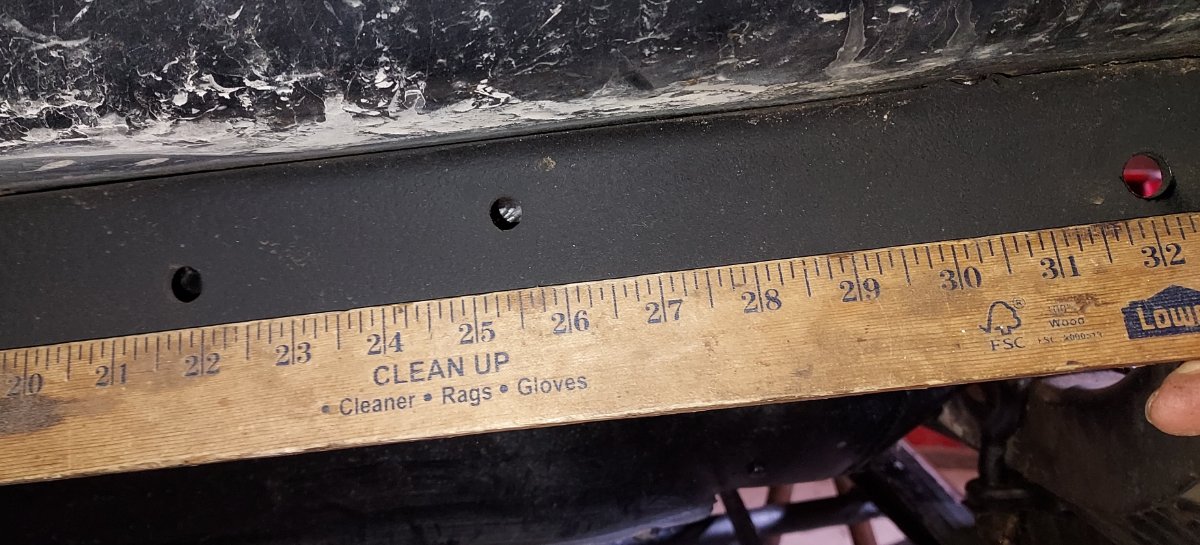 20 21 22 23 24 25 26 27 28 29 30 31 32
CLEAN UP
• Cleaner • Rags • Gloves
®
Wood
FSC
LOW